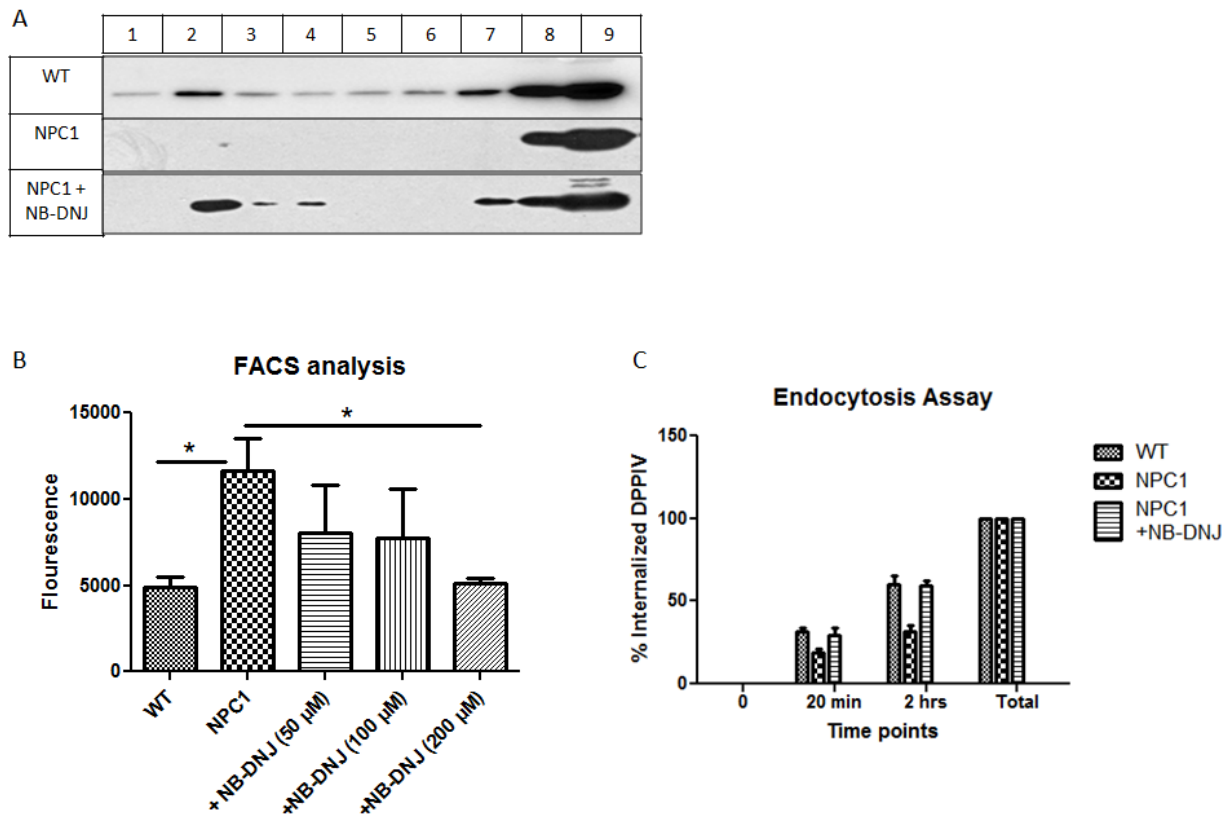 A
1 2 3 4 5 6 7 8 9
WT
NPC1
NPC1 +
NB-DNJ
B
FACS analysis
Flourescence
15000
10000
5000
0
*
*
WT
NPC1
+ NB-DNJ (50 µM)
+NB-DNJ (100 µM)
+NB-DNJ (200 µM)
C
Endocytosis Assay
% Internalized DPPIV
150
100
50
0
0 20 min 2 hrs Total
Time points
WT
NPC1
NPC1
+NB-DNJ